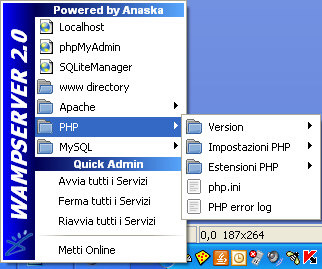 Powered by Anaska
Localhost
phpMyAdmin
SQLiteManager
www directory
Apache
PHP
MySQL
Quick Admin
Avvia tutti i Servizi
Ferma tutti i Servizi
Riavvia tutti i Servizi
Metti Online
WAMPSERVER 2.0
Version
Impostazioni PHP
Estensioni PHP
php.ini
PHP error log
0,0 187x264